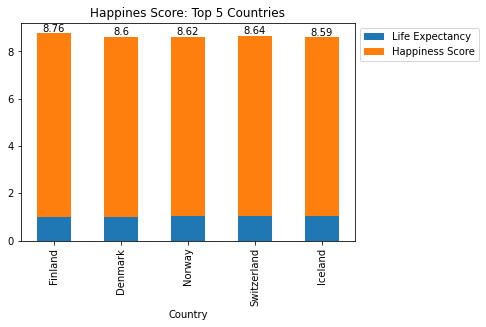 Happines Score: Top 5 Countries
8.76
8.6
8.62
8.64
8.59
Life Expectancy
Happiness Score
8
6
4
2
0
Finland
Denmark
Norway
Switzerland
Iceland
Country